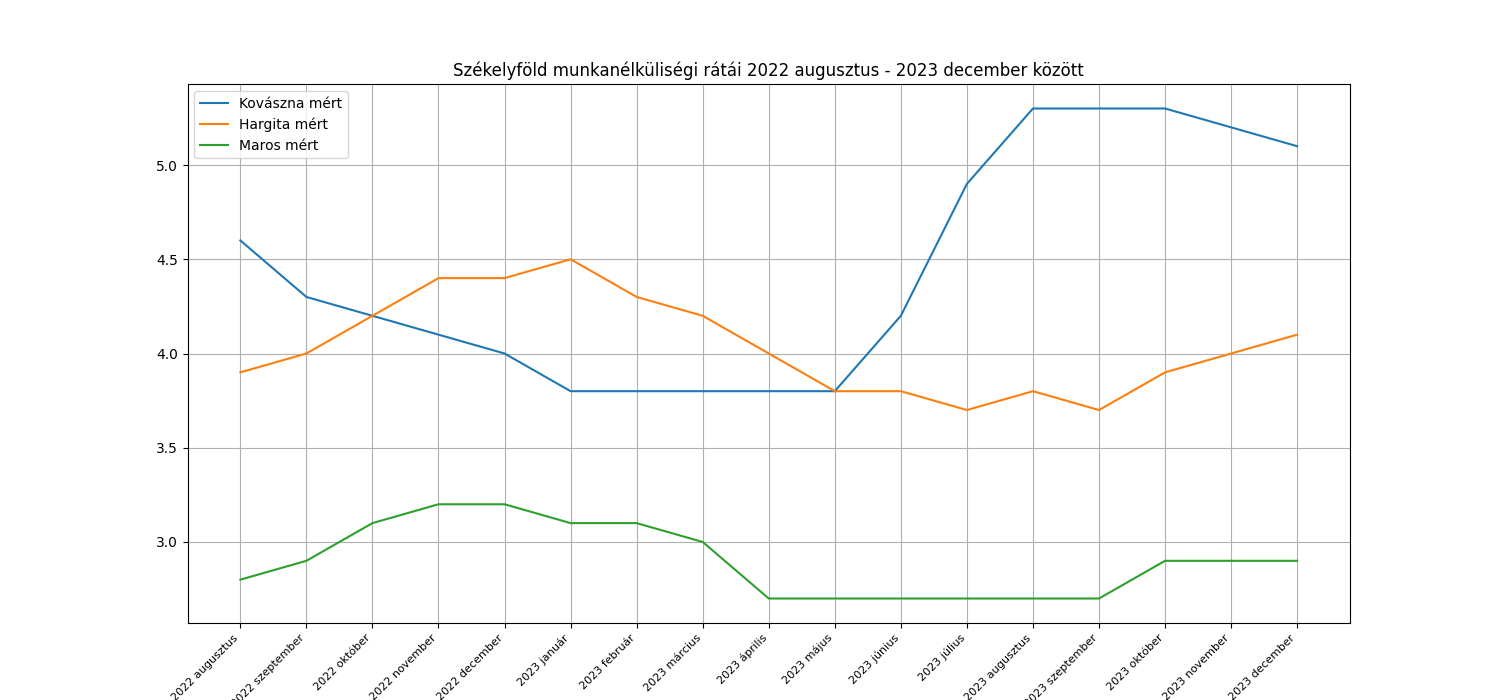 Székelyföld munkanélküliségi rátái 2022 augusztus - 2023 december között
Kovászna mért
Hargita mért
Maros mért
5.0
4.5
4.0
3.5
3.0
2022 augusztus
szeptember
2022 október
2022 november
2022 december
2023 január
2023 február
2023 március
2023 április
2023 május
2023 június
2023 július
2023 augusztus
szeptember
2023 október
2023 november
2023 december